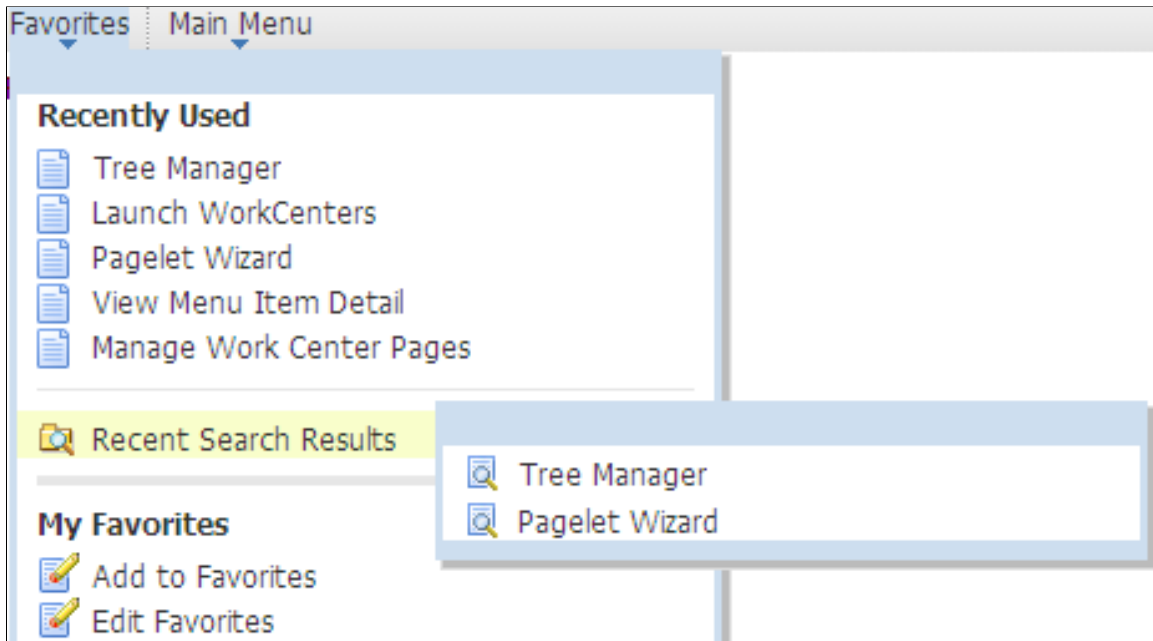 Favorites Main Menu
Recently Used
Tree Manager
Launch WorkCenters
Pagelet Wizard
View Menu Item Detail
Manage Work Center Pages
Recent Search Results
Tree Manager
Pagelet Wizard
My Favorites
Add to Favorites
Edit Favorites